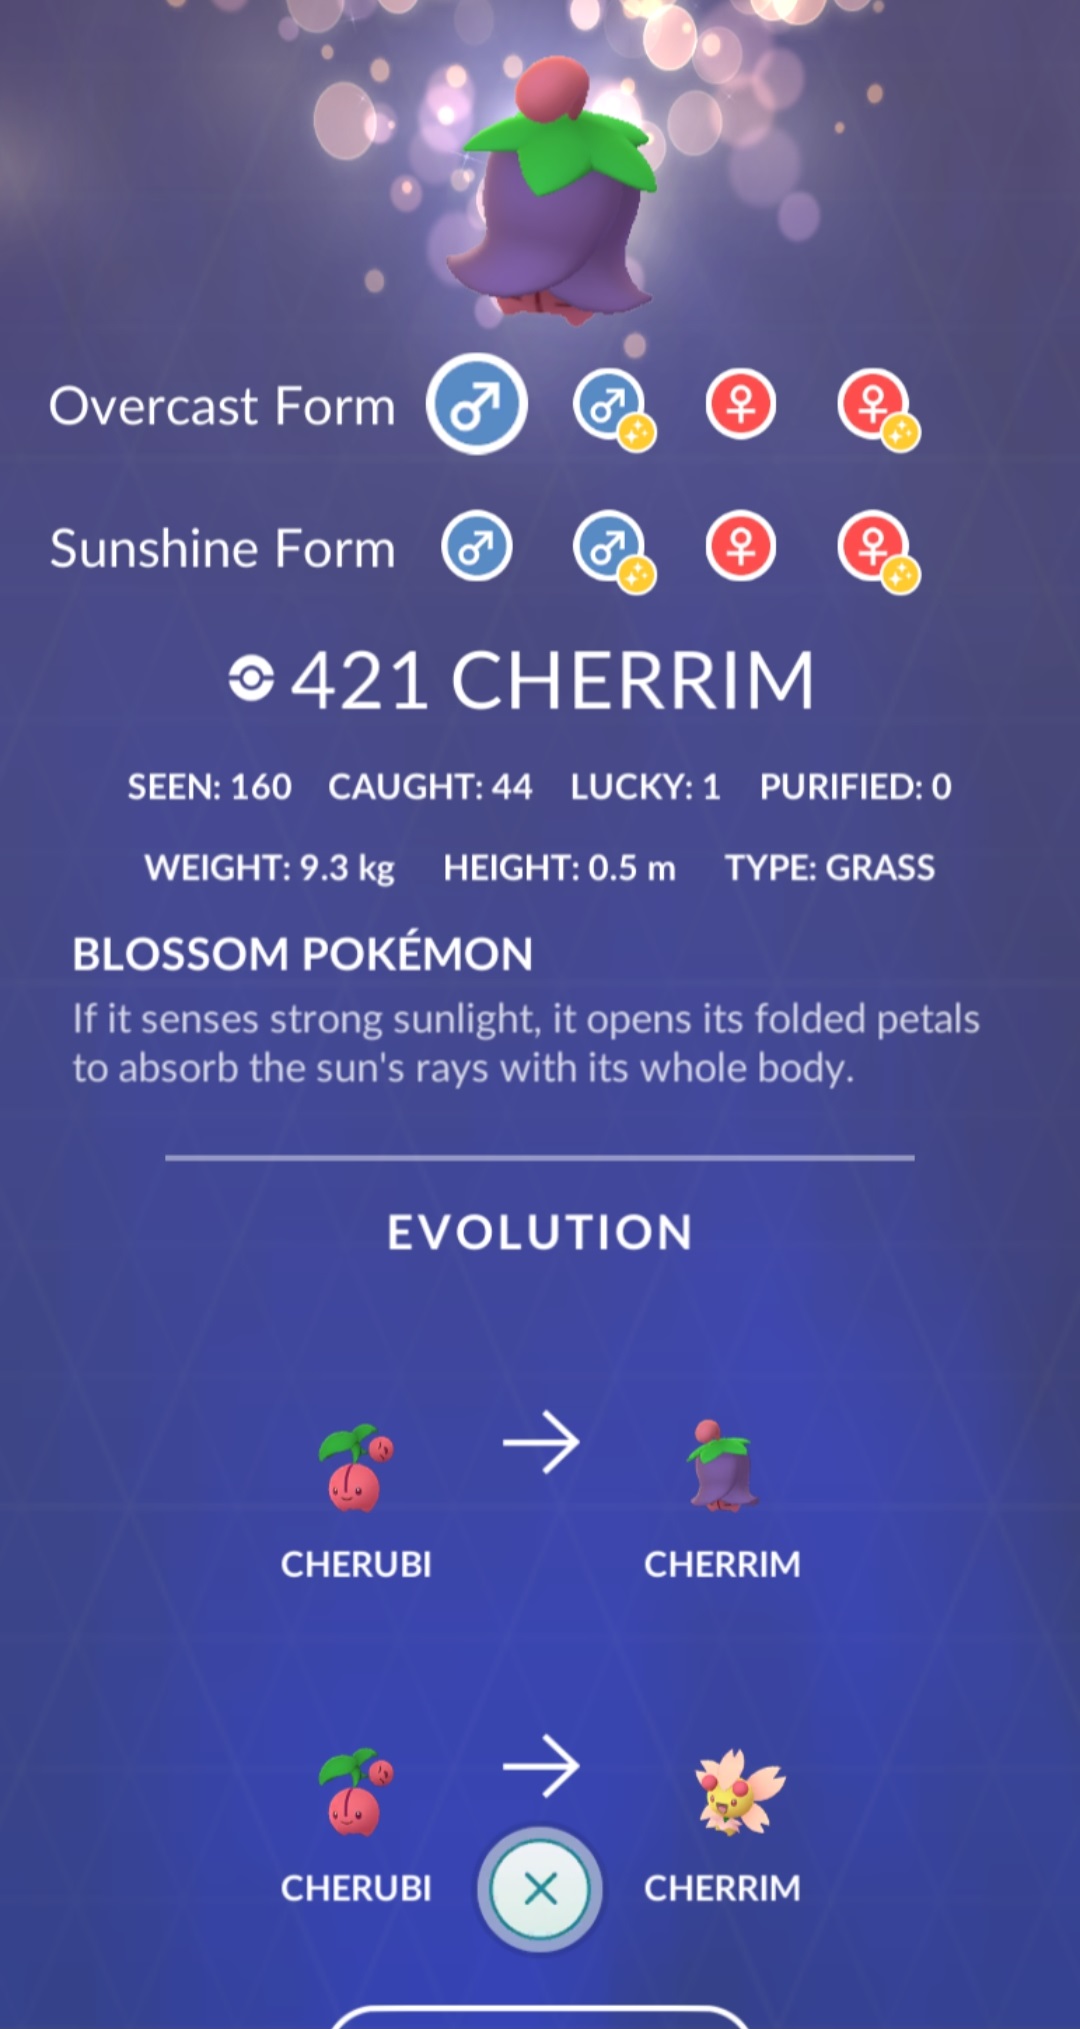 Overcast Form
Sunshine Form
421 CHERRIM
SEEN: 160 CAUGHT: 44 LUCKY: 1 PURIFIED: 0
WEIGHT: 9.3 kg HEIGHT: 0.5 m TYPE: GRASS
BLOSSOM POKÉMON
If it senses strong sunlight, it opens its folded petals
to absorb the sun's rays with its whole body.
EVOLUTION
CHERUBI CHERRIM
CHERUBI CHERRIM